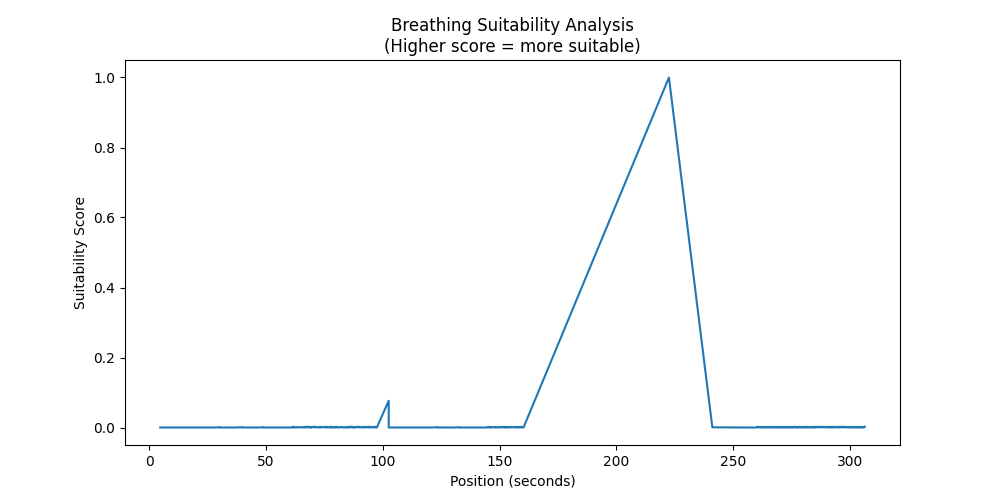 Breathing Suitability Analysis
(Higher score = more suitable)
1.0
0.8
0.6
0.4
0.2
0.0
Suitability Score
0 50 100 150 200 250 300
Position (seconds)